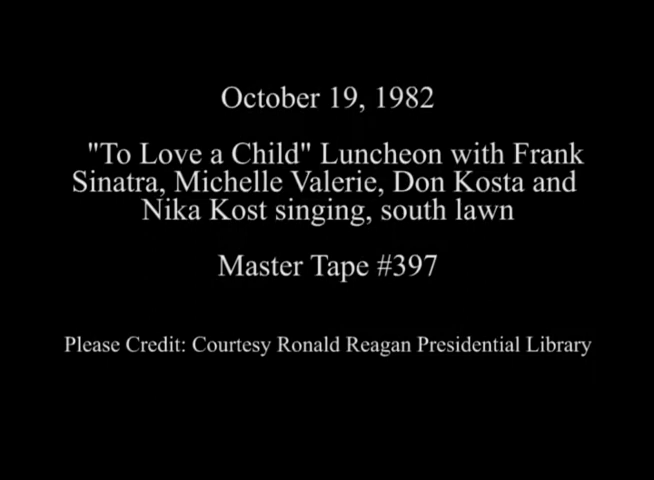 October 19, 1982
"To Love a Child" Luncheon with Frank
Sinatra, Michelle Valerie, Don Kosta and
Nika Kost singing, south lawn
Master Tape #397
Please Credit: Courtesy Ronald Reagan Presidential Library